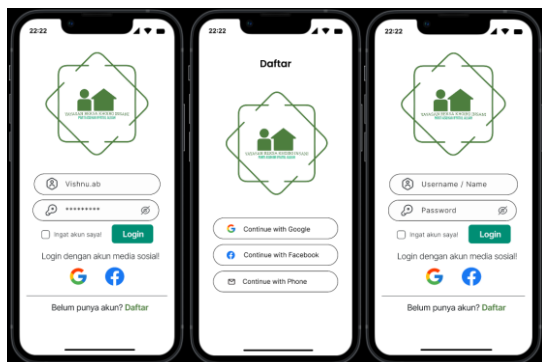 22:22
Vishnu.ab
*********
Ingat akun saya!
Login
Login dengan akun media sosial!
Belum punya akun? Daftar
22:22
Daftar
Continue with Google
Continue with Facebook
Continue with Phone
22:22
Username / Name
Password
Ingat akun saya!
Login
Login dengan akun media sosial!
Belum punya akun? Daftar